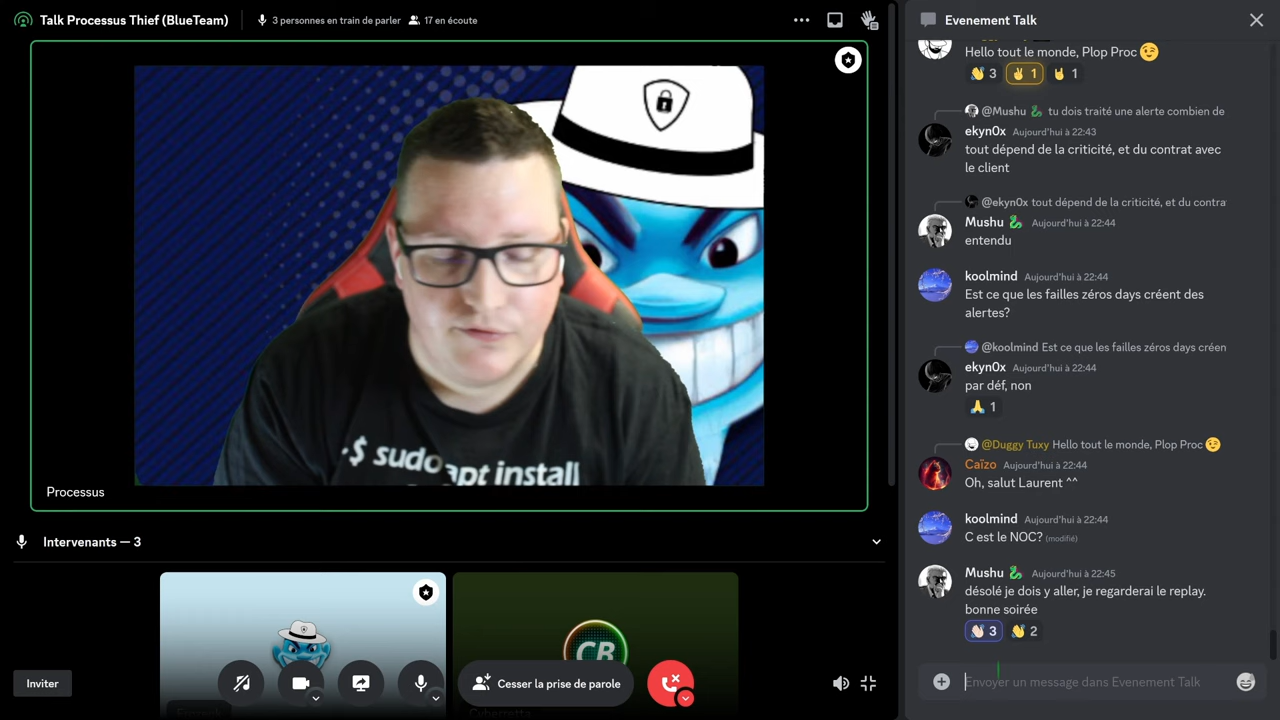 Talk Processus Thief (BlueTeam)
3 personnes en train de parler
17 en écoute
.$ sudo apt install
Processus
Intervenants — 3
CB
Inviter
Cesser la prise de parole
Evenement Talk
Hello tout le monde, Plop Proc 😉
👋 3 ✌ 1 🤘 1
@Mushu 🐉 tu dois traité une alerte combien de
ekyn0x Aujourd'hui à 22:43
tout dépend de la criticité, et du contrat avec
le client
@ekyn0x tout dépend de la criticité, et du contra
Mushu 🐉 Aujourd'hui à 22:44
entendu
koolmind Aujourd'hui à 22:44
Est ce que les failles zéros days créent des
alertes?
@koolmind Est ce que les failles zéros days créen
ekyn0x Aujourd'hui à 22:44
par déf, non
🙏 1
@Duggy Tuxy Hello tout le monde, Plop Proc 😉
Caïzo Aujourd'hui à 22:44
Oh, salut Laurent ^^
koolmind Aujourd'hui à 22:44
C est le NOC? (modifié)
Mushu 🐉 Aujourd'hui à 22:45
désolé je dois y aller, je regarderai le replay.
bonne soirée
👋🏻 3 👋 2
Envoyer un message dans Evenement Talk